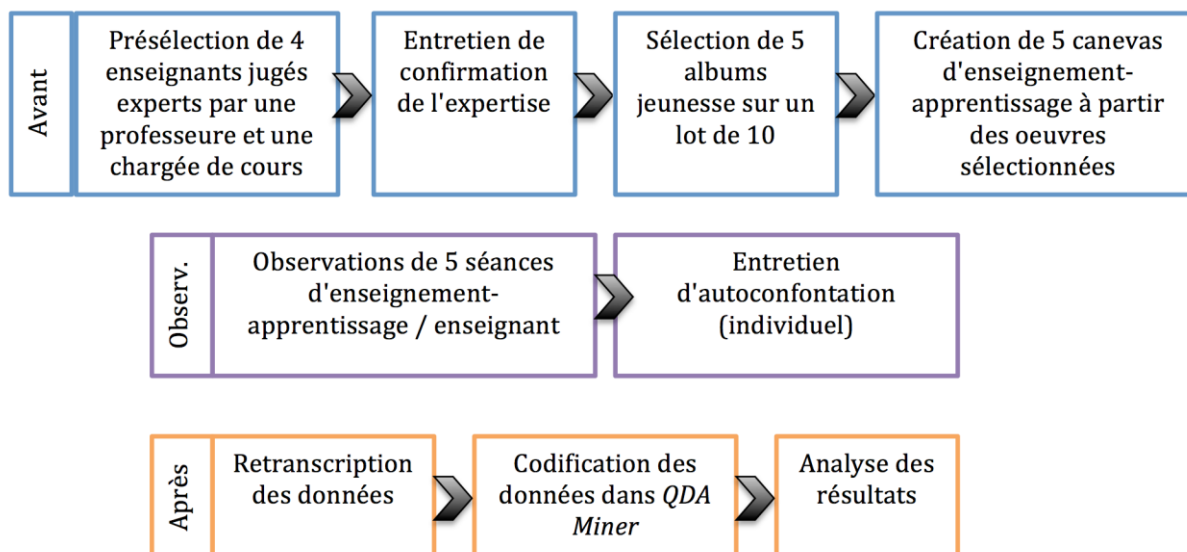 Avant
Présélection de 4
enseignants jugés
experts par une
professeure et une
chargée de cours
Entretien de
confirmation
de l'expertise
Sélection de 5
albums
jeunesse sur un
lot de 10
Création de 5 canevas
d'enseignement-
apprentissage à partir
des oeuvres
sélectionnées
Observ.
Observations de 5 séances
d'enseignement-
apprentissage / enseignant
Entretien
d'autoconfontation
(individuel)
Après
Retranscription
des données
Codification des
données dans QDA
Miner
Analyse des
résultats